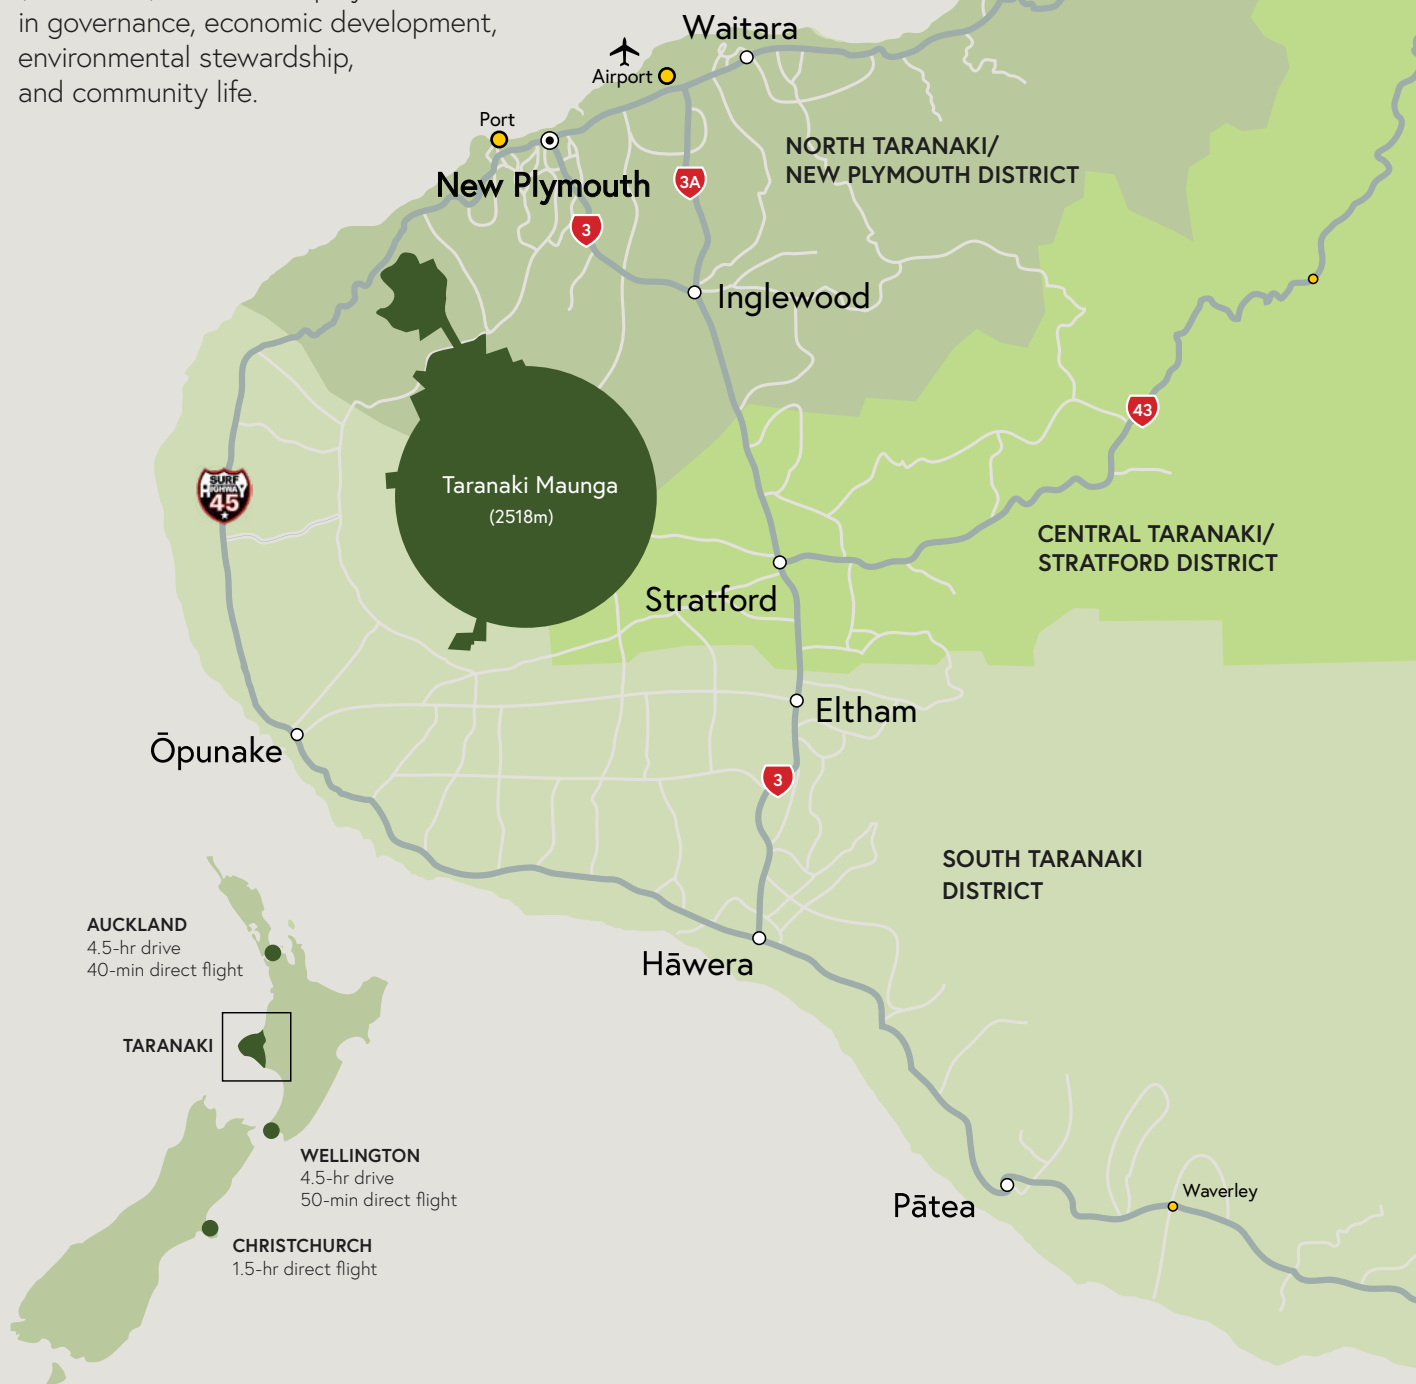 in governance, economic development,
environmental stewardship,
and community life.
Waitara
Airport
Port
New Plymouth
3A
3
NORTH TARANAKI/
NEW PLYMOUTH DISTRICT
Inglewood
43
Taranaki Maunga
(2518m)
SURF
HIGHWAY
45
CENTRAL TARANAKI/
STRATFORD DISTRICT
Stratford
Eltham
Ōpunake
3
SOUTH TARANAKI
DISTRICT
Hāwera
AUCKLAND
4.5-hr drive
40-min direct flight
TARANAKI
WELLINGTON
4.5-hr drive
50-min direct flight
CHRISTCHURCH
1.5-hr direct flight
Pātea
Waverley